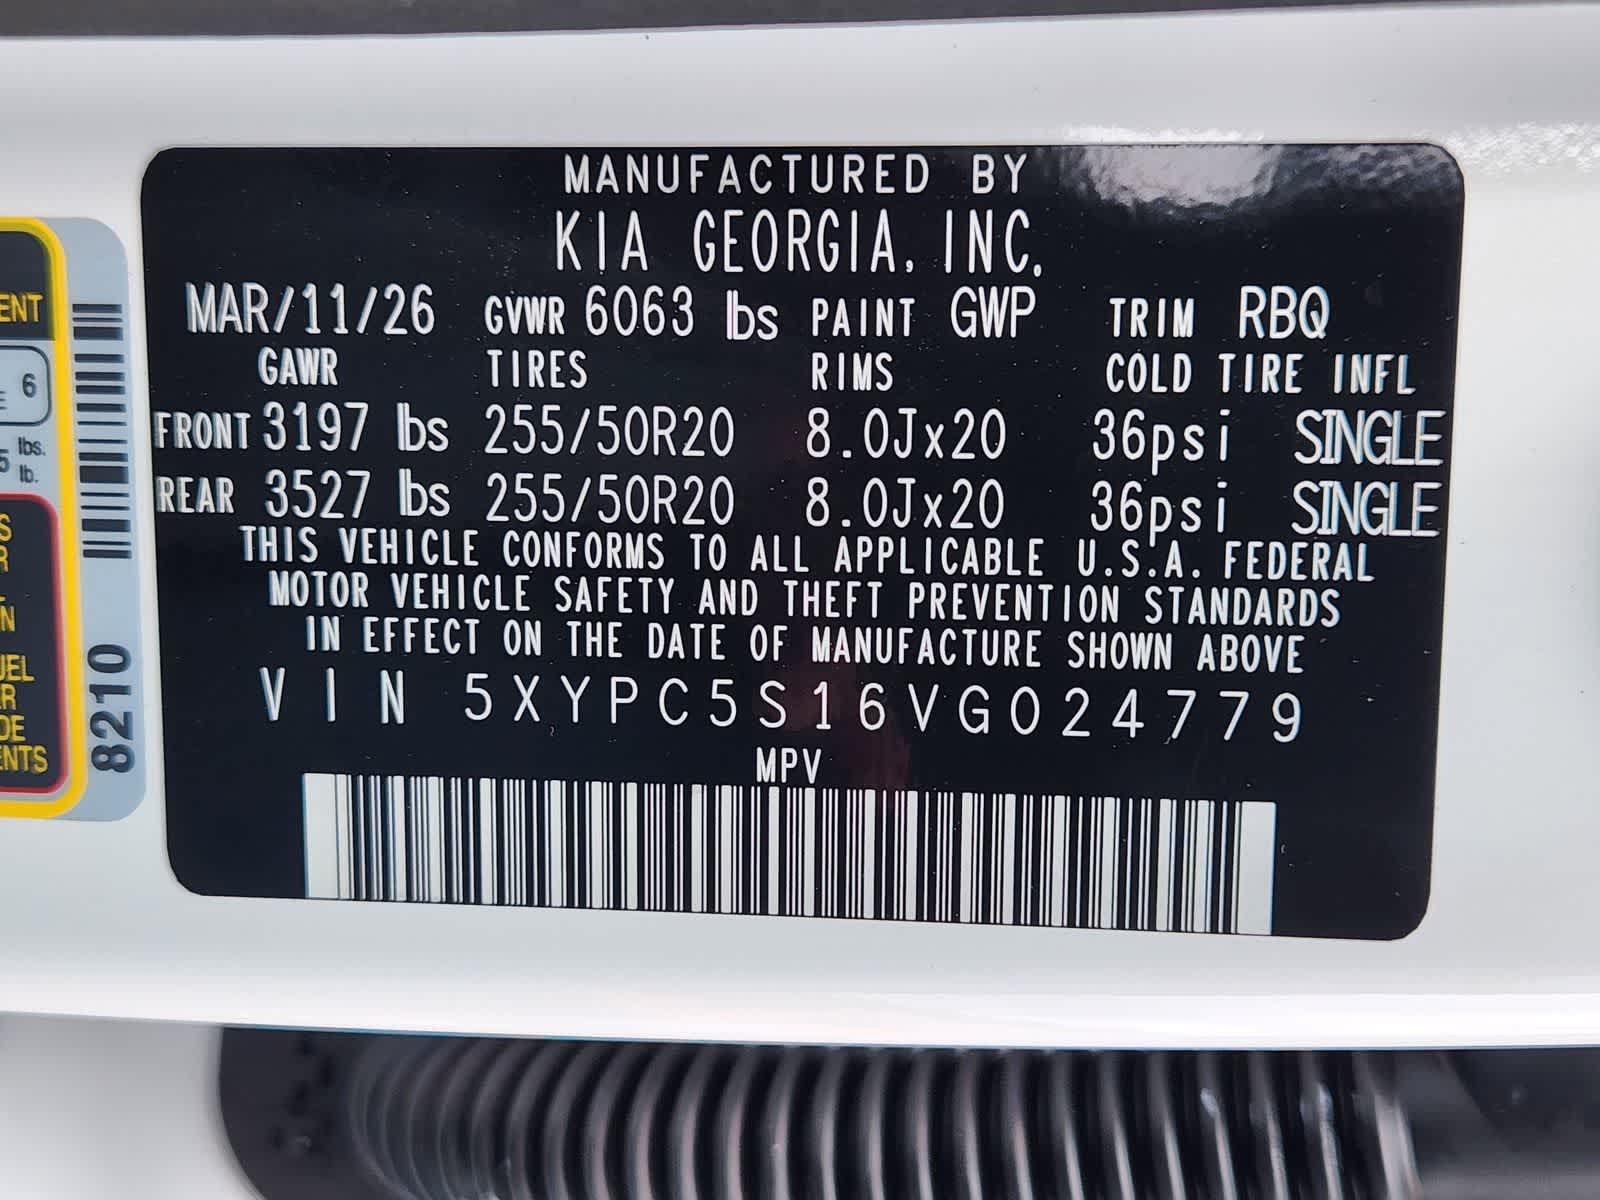 MANUFACTURED BY
KIA GEORGIA, INC.
MAR/11/26 GVWR 6063 lbs PAINT GWP TRIM RBQ
GAWR TIRES RIMS COLD TIRE INFL
FRONT 3197 lbs 255/50R20 8.0Jx20 36psi SINGLE
REAR 3527 lbs 255/50R20 8.0Jx20 36psi SINGLE
THIS VEHICLE CONFORMS TO ALL APPLICABLE U.S.A. FEDERAL
MOTOR VEHICLE SAFETY AND THEFT PREVENTION STANDARDS
IN EFFECT ON THE DATE OF MANUFACTURE SHOWN ABOVE
VIN 5XYPC5S16VG024779
MPV
6
lbs.
lb.
8210